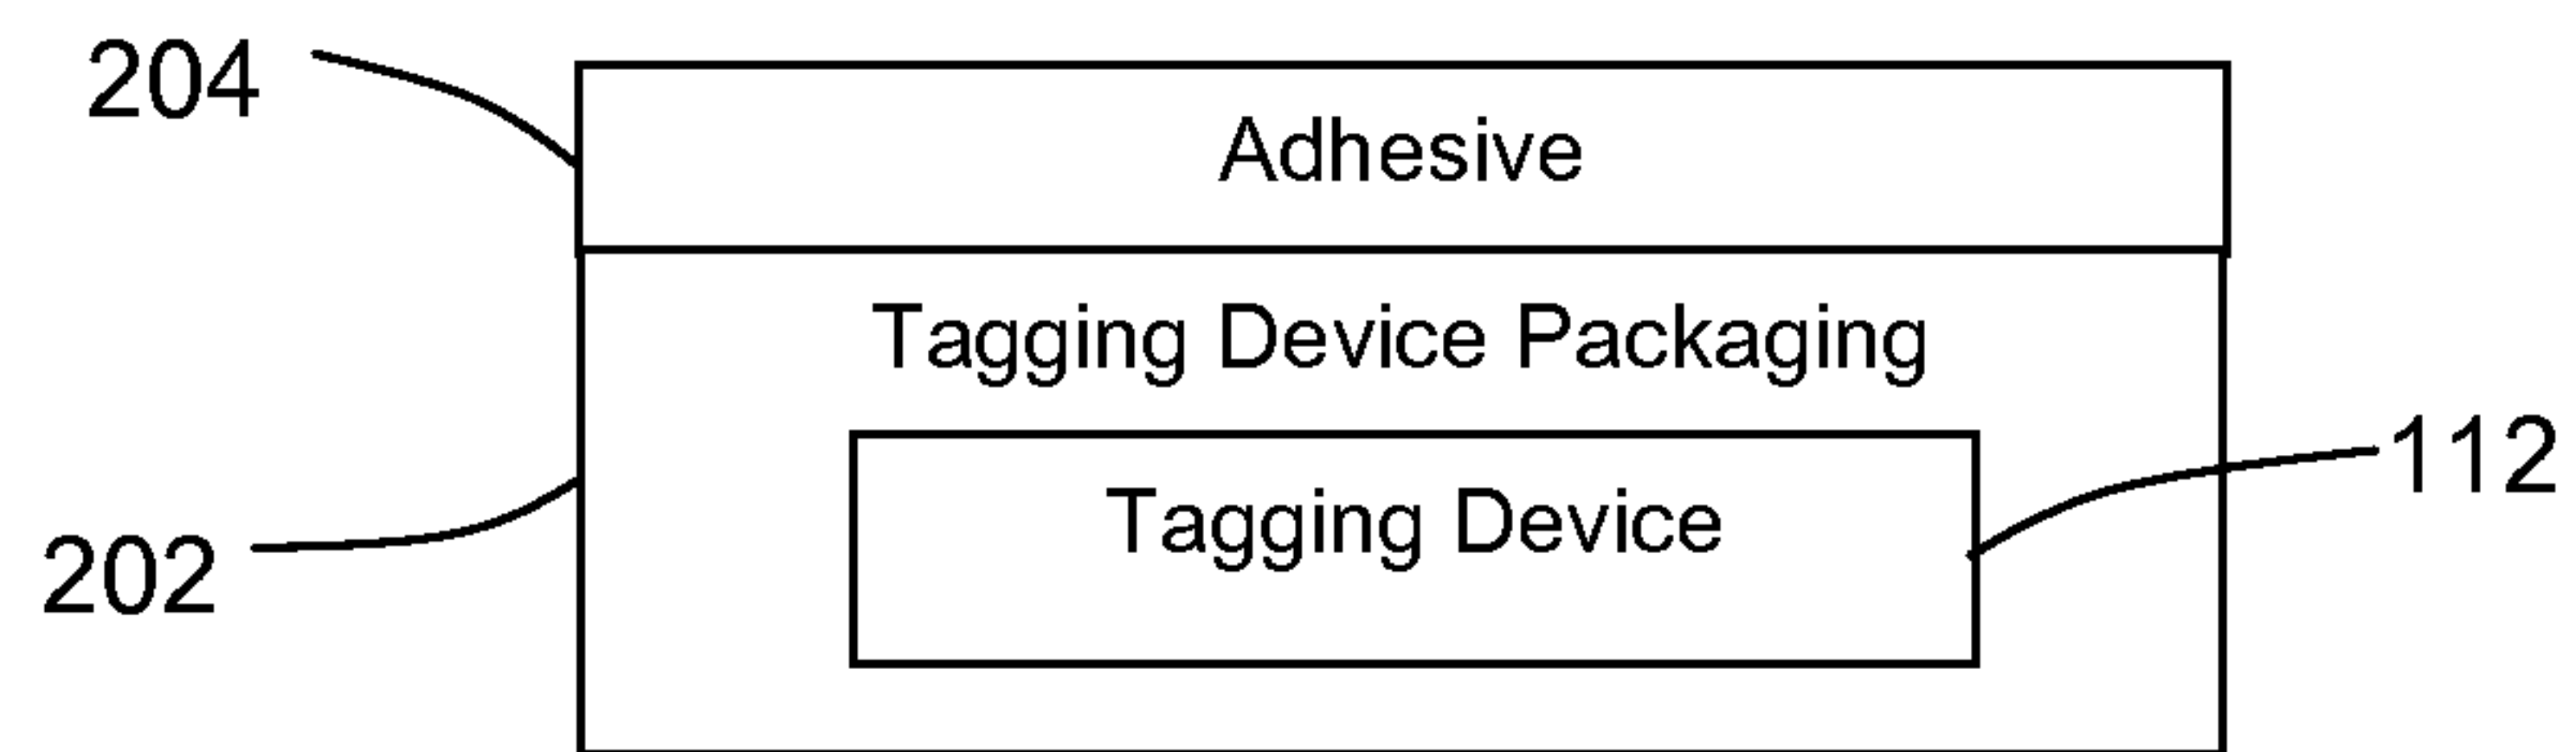 204
Adhesive
Tagging Device Packaging
112
Tagging Device
202